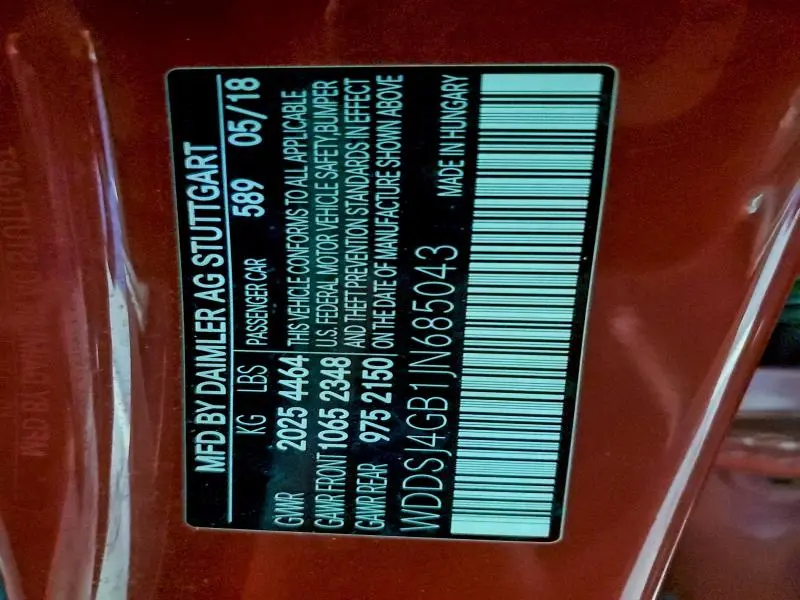 MFD BY DAIMLER AG STUTTGART
KG LBS PASSENGER CAR 589 05/18
GVWR 2025 4464 THIS VEHICLE CONFORMS TO ALL APPLICABLE
GAWR FRONT 1065 2348 U.S. FEDERAL MOTOR VEHICLE SAFETY, BUMPER
GAWR REAR 975 2150 AND THEFT PREVENTION STANDARDS IN EFFECT
ON THE DATE OF MANUFACTURE SHOWN ABOVE
WDDSJ4GB1JN685043 MADE IN HUNGARY